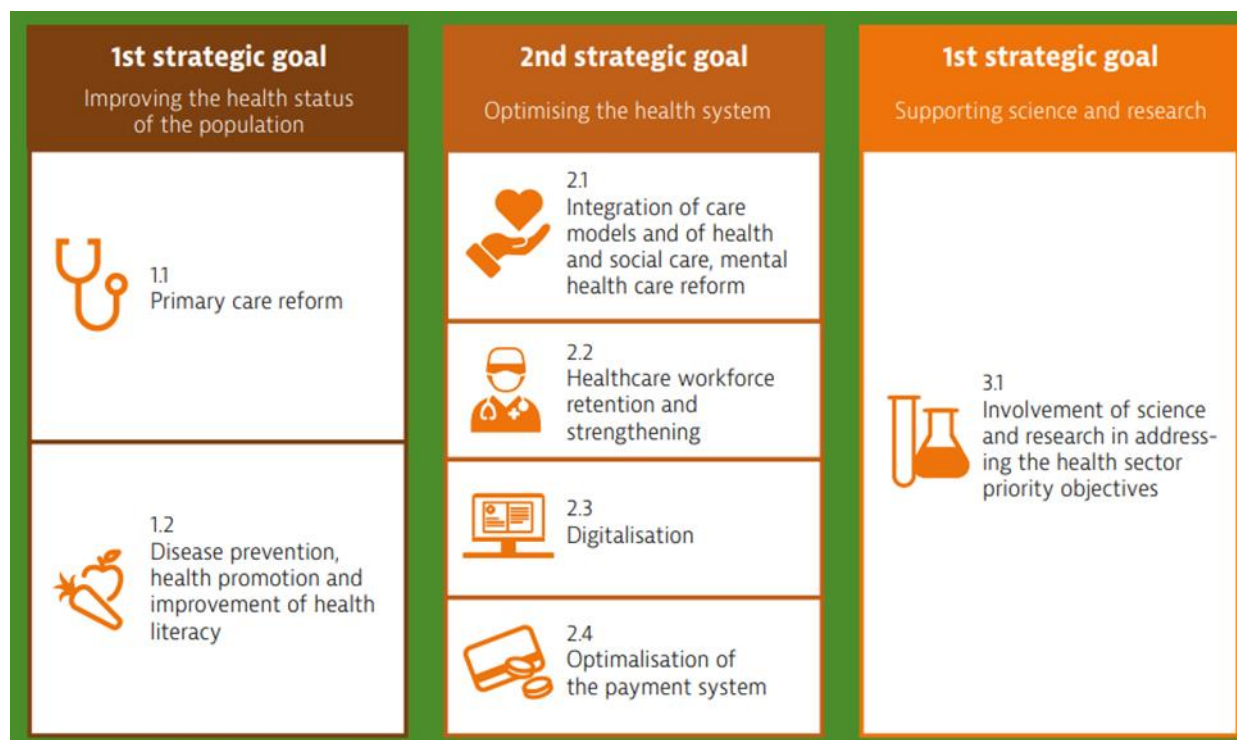 1st strategic goal
Improving the health status
of the population
1.1
Primary care reform
1.2
Disease prevention,
health promotion and
improvement of health
literacy
2nd strategic goal
Optimising the health system
2.1
Integration of care
models and of health
and social care, mental
health care reform
2.2
Healthcare workforce
retention and
strengthening
2.3
Digitalisation
2.4
Optimalisation of
the payment system
1st strategic goal
Supporting science and research
3.1
Involvement of science
and research in address-
ing the health sector
priority objectives